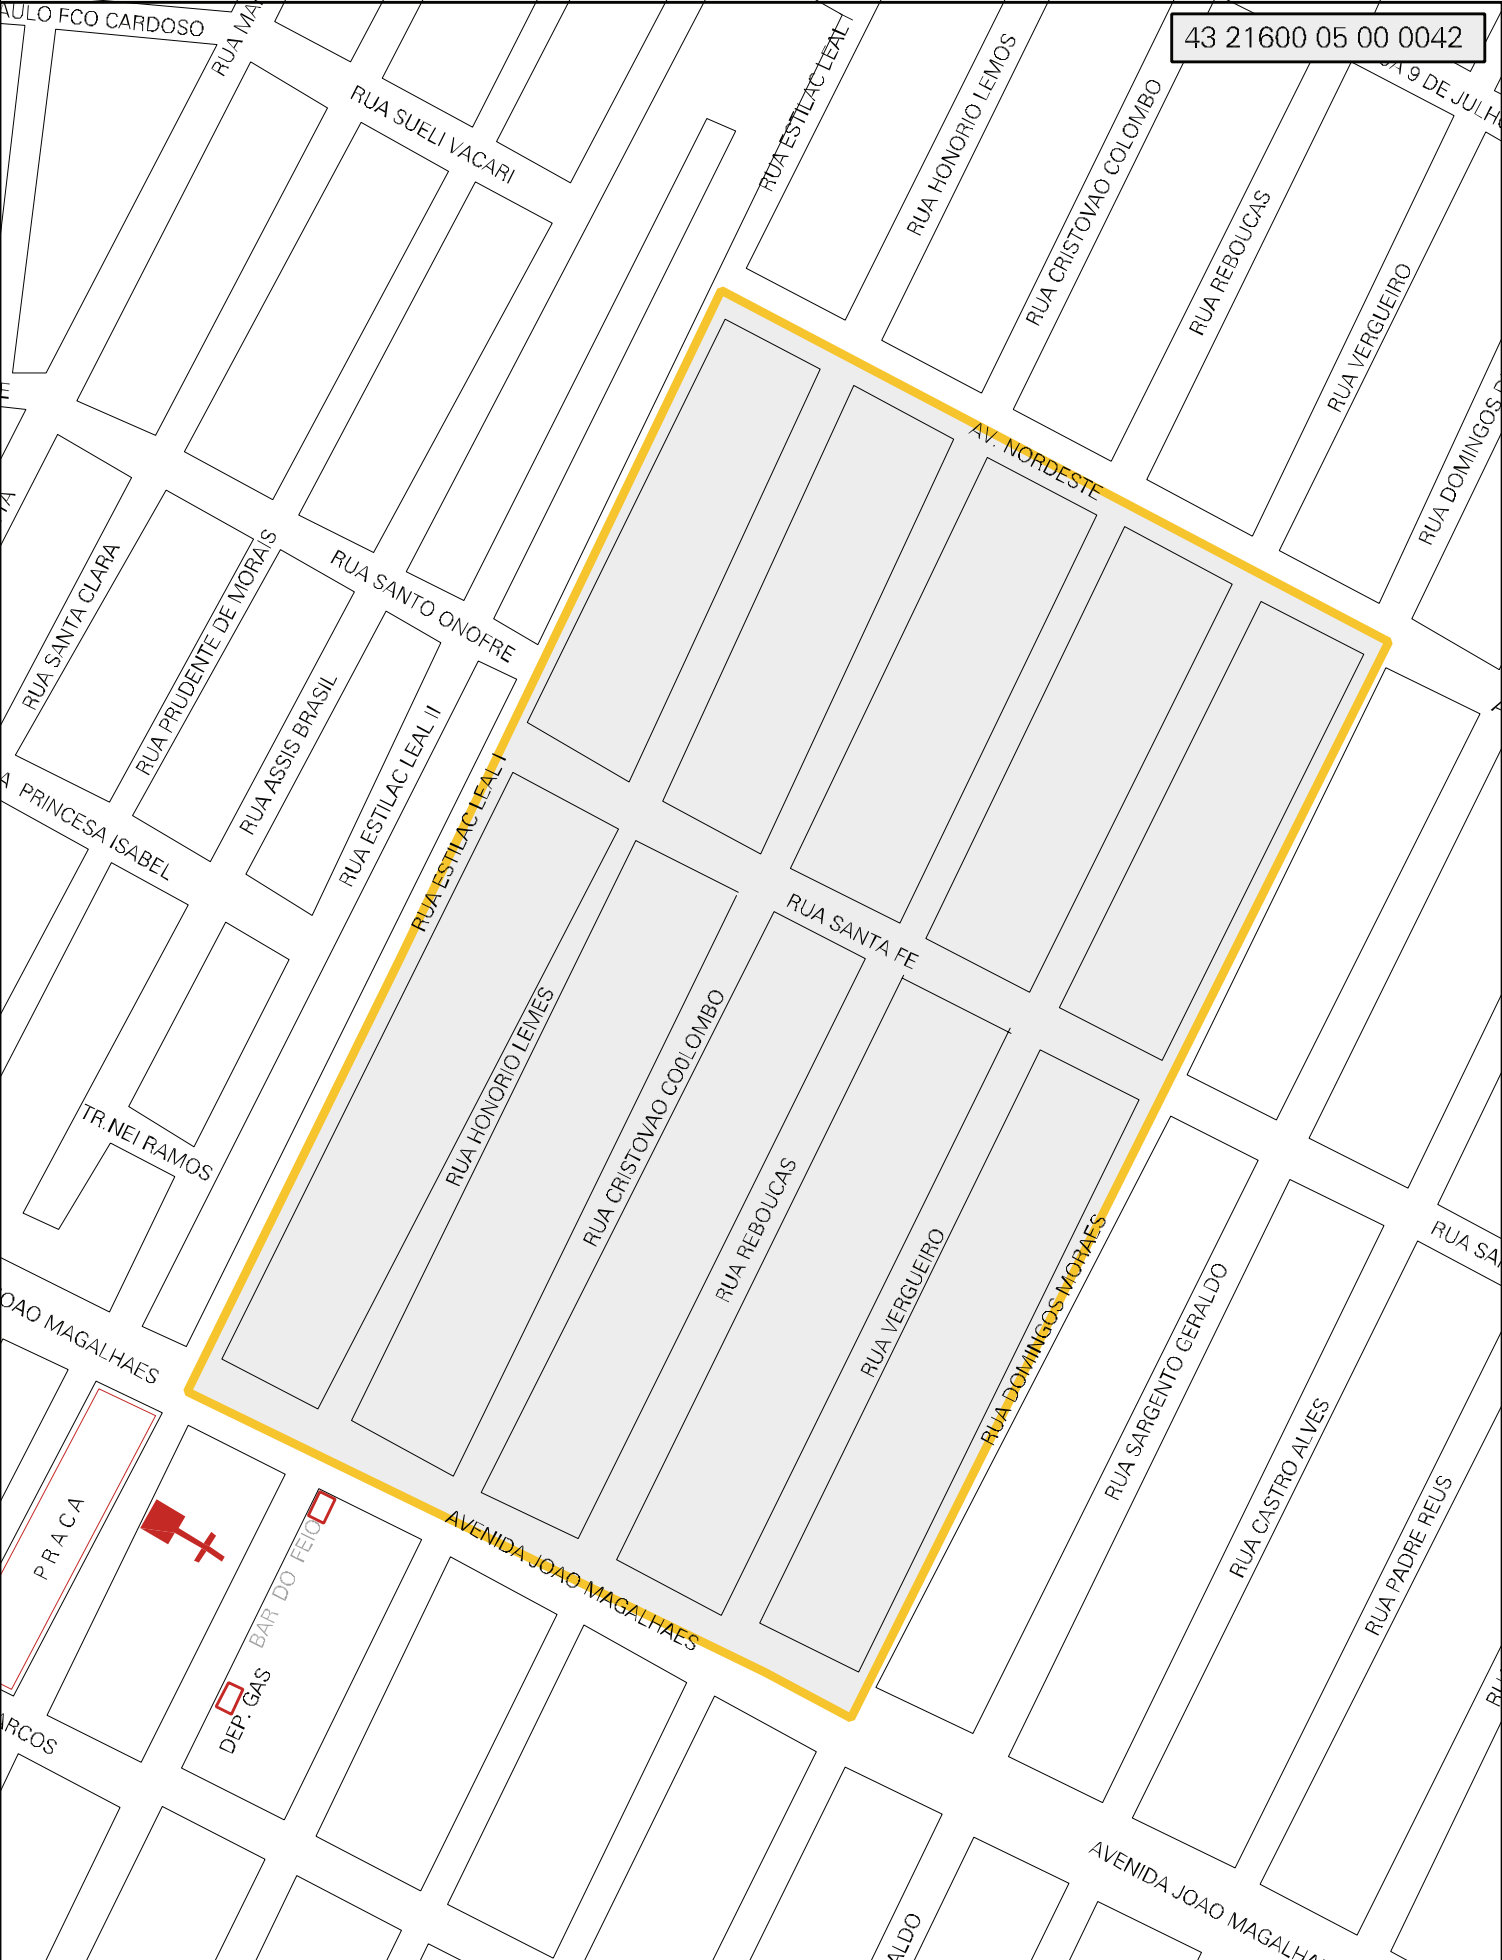 AULO FCO CARDOSO
43 21600 05 00 0042
RUA SUELI VACARI
RUA ESTILAC LEAL
RUA HONORIO LEMOS
RUA CRISTOVAO COLOMBO
RUA REBOUCAS
RUA VERGUEIRO
RUA DOMINGOS
AV. NORDESTE
RUA SANTO ONOFRE
RUA SANTA CLARA
RUA PRUDENTE DE MORAIS
RUA ASSIS BRASIL
RUA ESTILAC LEAL II
RUA ESTILAC LEAL I
PRINCESA ISABEL
RUA SANTA FE
RUA HONORIO LEMES
RUA CRISTOVAO CO0LOMBO
RUA REBOUCAS
RUA VERGUEIRO
RUA DOMINGOS MORAES
TR.NEI RAMOS
OAO MAGALHAES
RUA SARGENTO GERALDO
RUA CASTRO ALVES
RUA PADRE REUS
PRACA
BAR DO FEIO
DEP. GAS
AVENIDA JOAO MAGALHAES
ARCOS
AVENIDA JOAO MAGALHA
ALDO